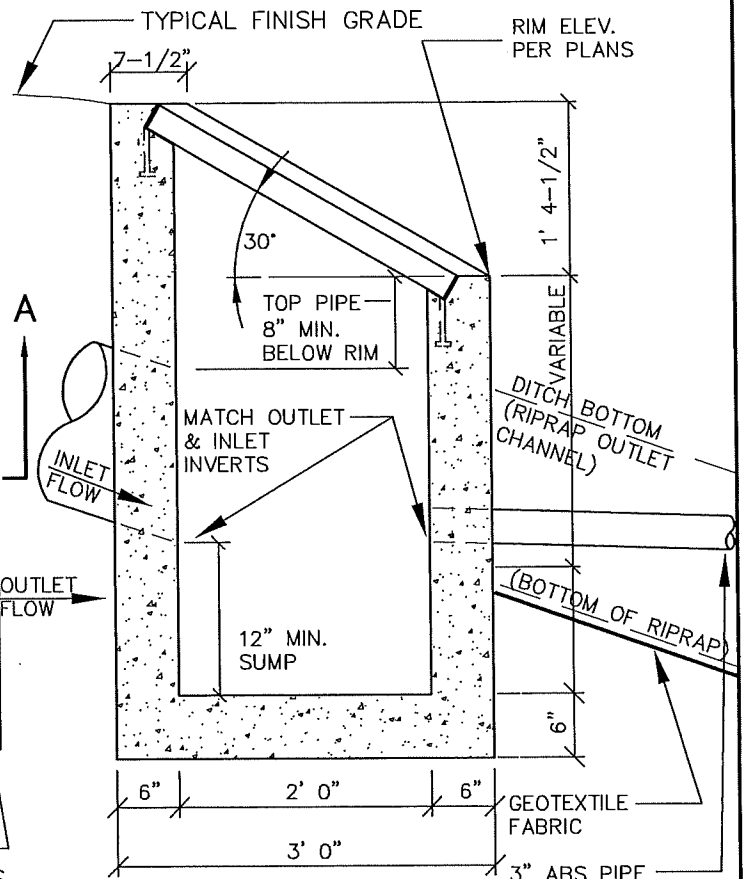 TYPICAL FINISH GRADE
RIM ELEV.
PER PLANS
7-1/2"
1' 4-1/2"
30°
A
TOP PIPE
8" MIN.
BELOW RIM
VARIABLE
DITCH BOTTOM
(RIPRAP OUTLET
CHANNEL)
MATCH OUTLET
& INLET
INVERTS
INLET
FLOW
OUTLET
FLOW
(BOTTOM OF RIPRAP)
12" MIN.
SUMP
6"
6"
2' 0"
6"
GEOTEXTILE
FABRIC
3' 0"
3" ABS PIPE